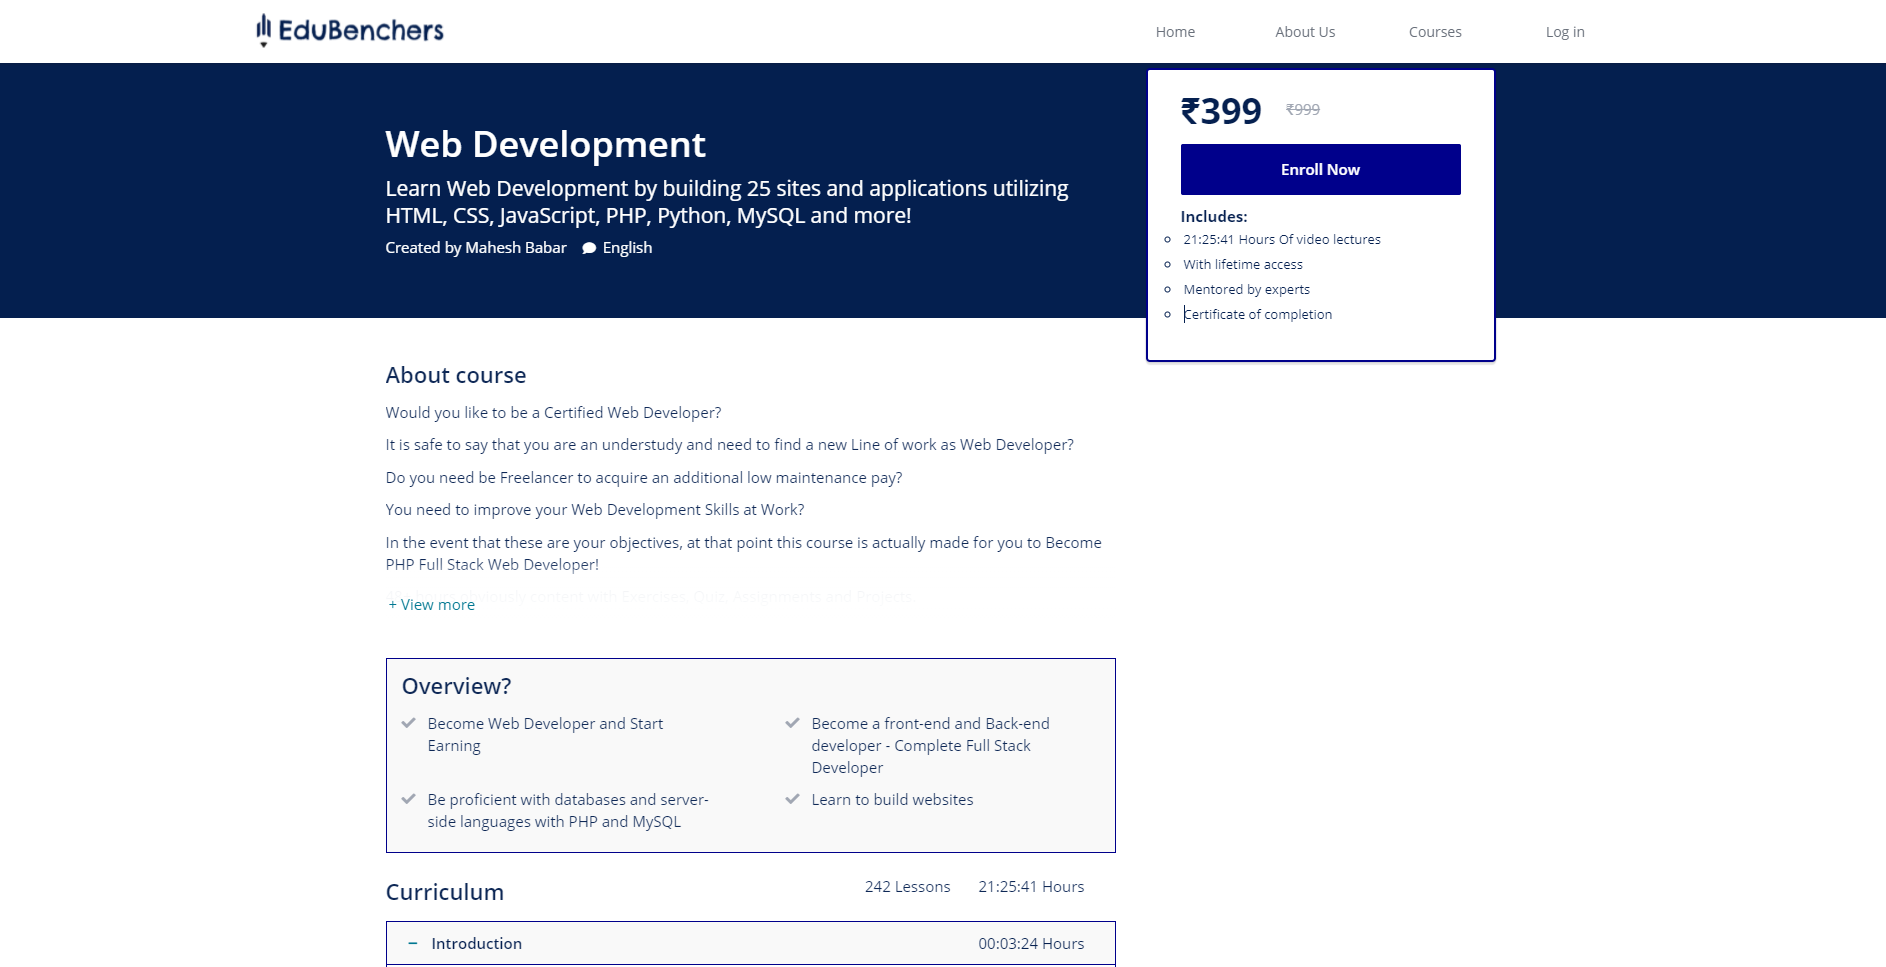 EduBenchers
Home
About Us
Courses
Log in
₹399
₹999
Enroll Now
Includes:
21:25:41 Hours Of video lectures
With lifetime access
Mentored by experts
Certificate of completion
Web Development
Learn Web Development by building 25 sites and applications utilizing
HTML, CSS, JavaScript, PHP, Python, MySQL and more!
Created by Mahesh Babar
English
About course
Would you like to be a Certified Web Developer?
It is safe to say that you are an understudy and need to find a new Line of work as Web Developer?
Do you need be Freelancer to acquire an additional low maintenance pay?
You need to improve your Web Development Skills at Work?
In the event that these are your objectives, at that point this course is actually made for you to Become
PHP Full Stack Web Developer!
content with Exercises, Quiz, Assignments and Projects
+ View more
Overview?
Become Web Developer and Start
Earning
Become a front-end and Back-end
developer - Complete Full Stack
Developer
Be proficient with databases and server-
side languages with PHP and MySQL
Learn to build websites
Curriculum
242 Lessons
21:25:41 Hours
− Introduction
00:03:24 Hours